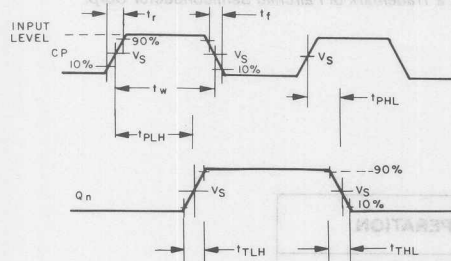 INPUT
LEVEL
CP
10%
90%
VS
tr
tf
VS
10%
tw
VS
tPLH
tPHL
Qn
VS
90%
VS
10%
tTLH
tTHL
PERATION